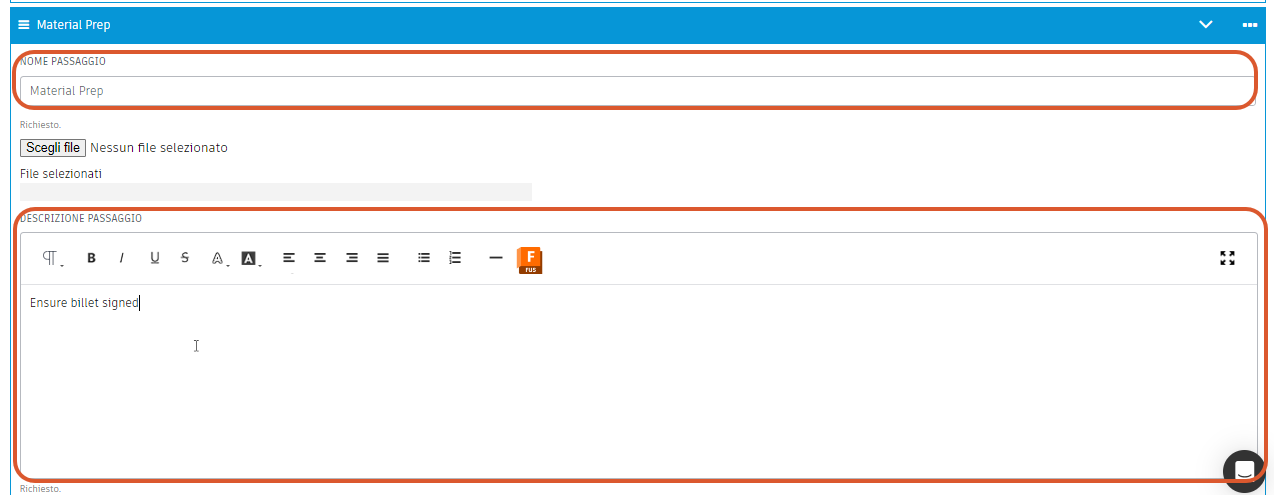 Material Prep
NOME PASSAGGIO
Material Prep
Richiesto.
Scegli file Nessun file selezionato
File selezionati
DESCRIZIONE PASSAGGIO
B I U S A A F FUS
Ensure billet signed
Richiesto.